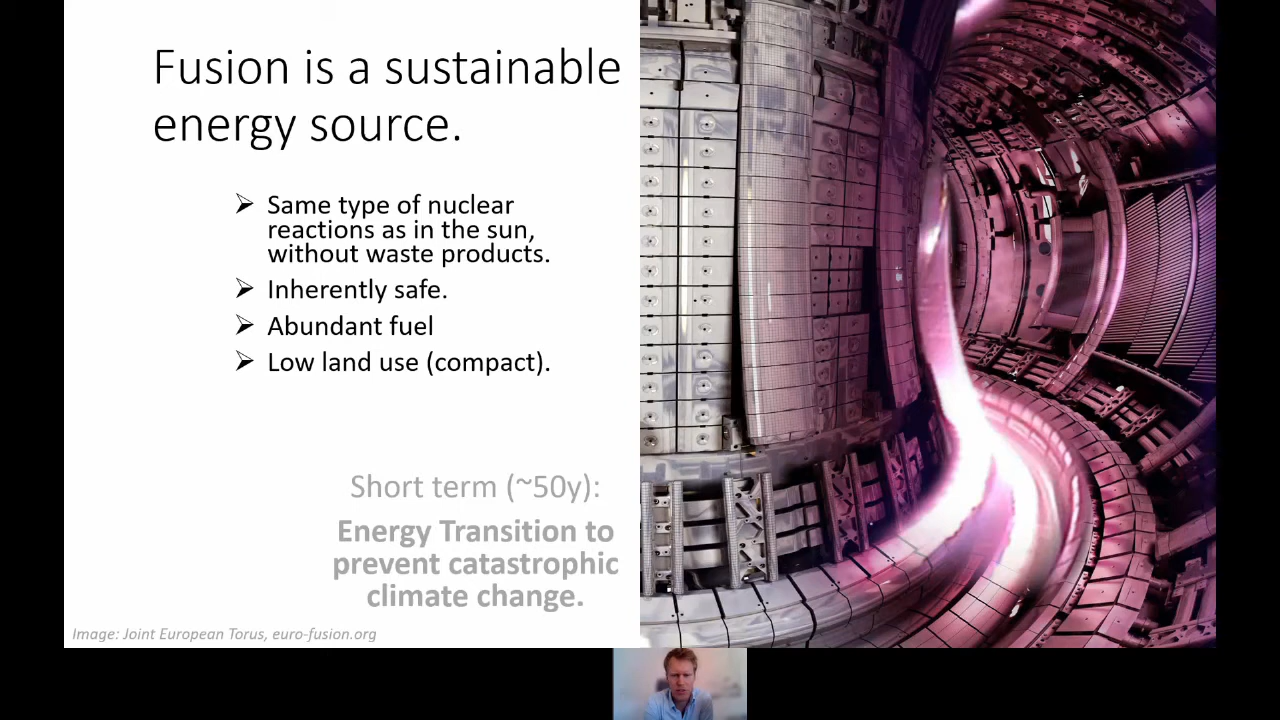 Fusion is a sustainable
energy source.
➢ Same type of nuclear
reactions as in the sun,
without waste products.
➢ Inherently safe.
➢ Abundant fuel
➢ Low land use (compact).
Short term (~50y):
Energy Transition to
prevent catastrophic
climate change.
Image: Joint European Torus, euro-fusion.org